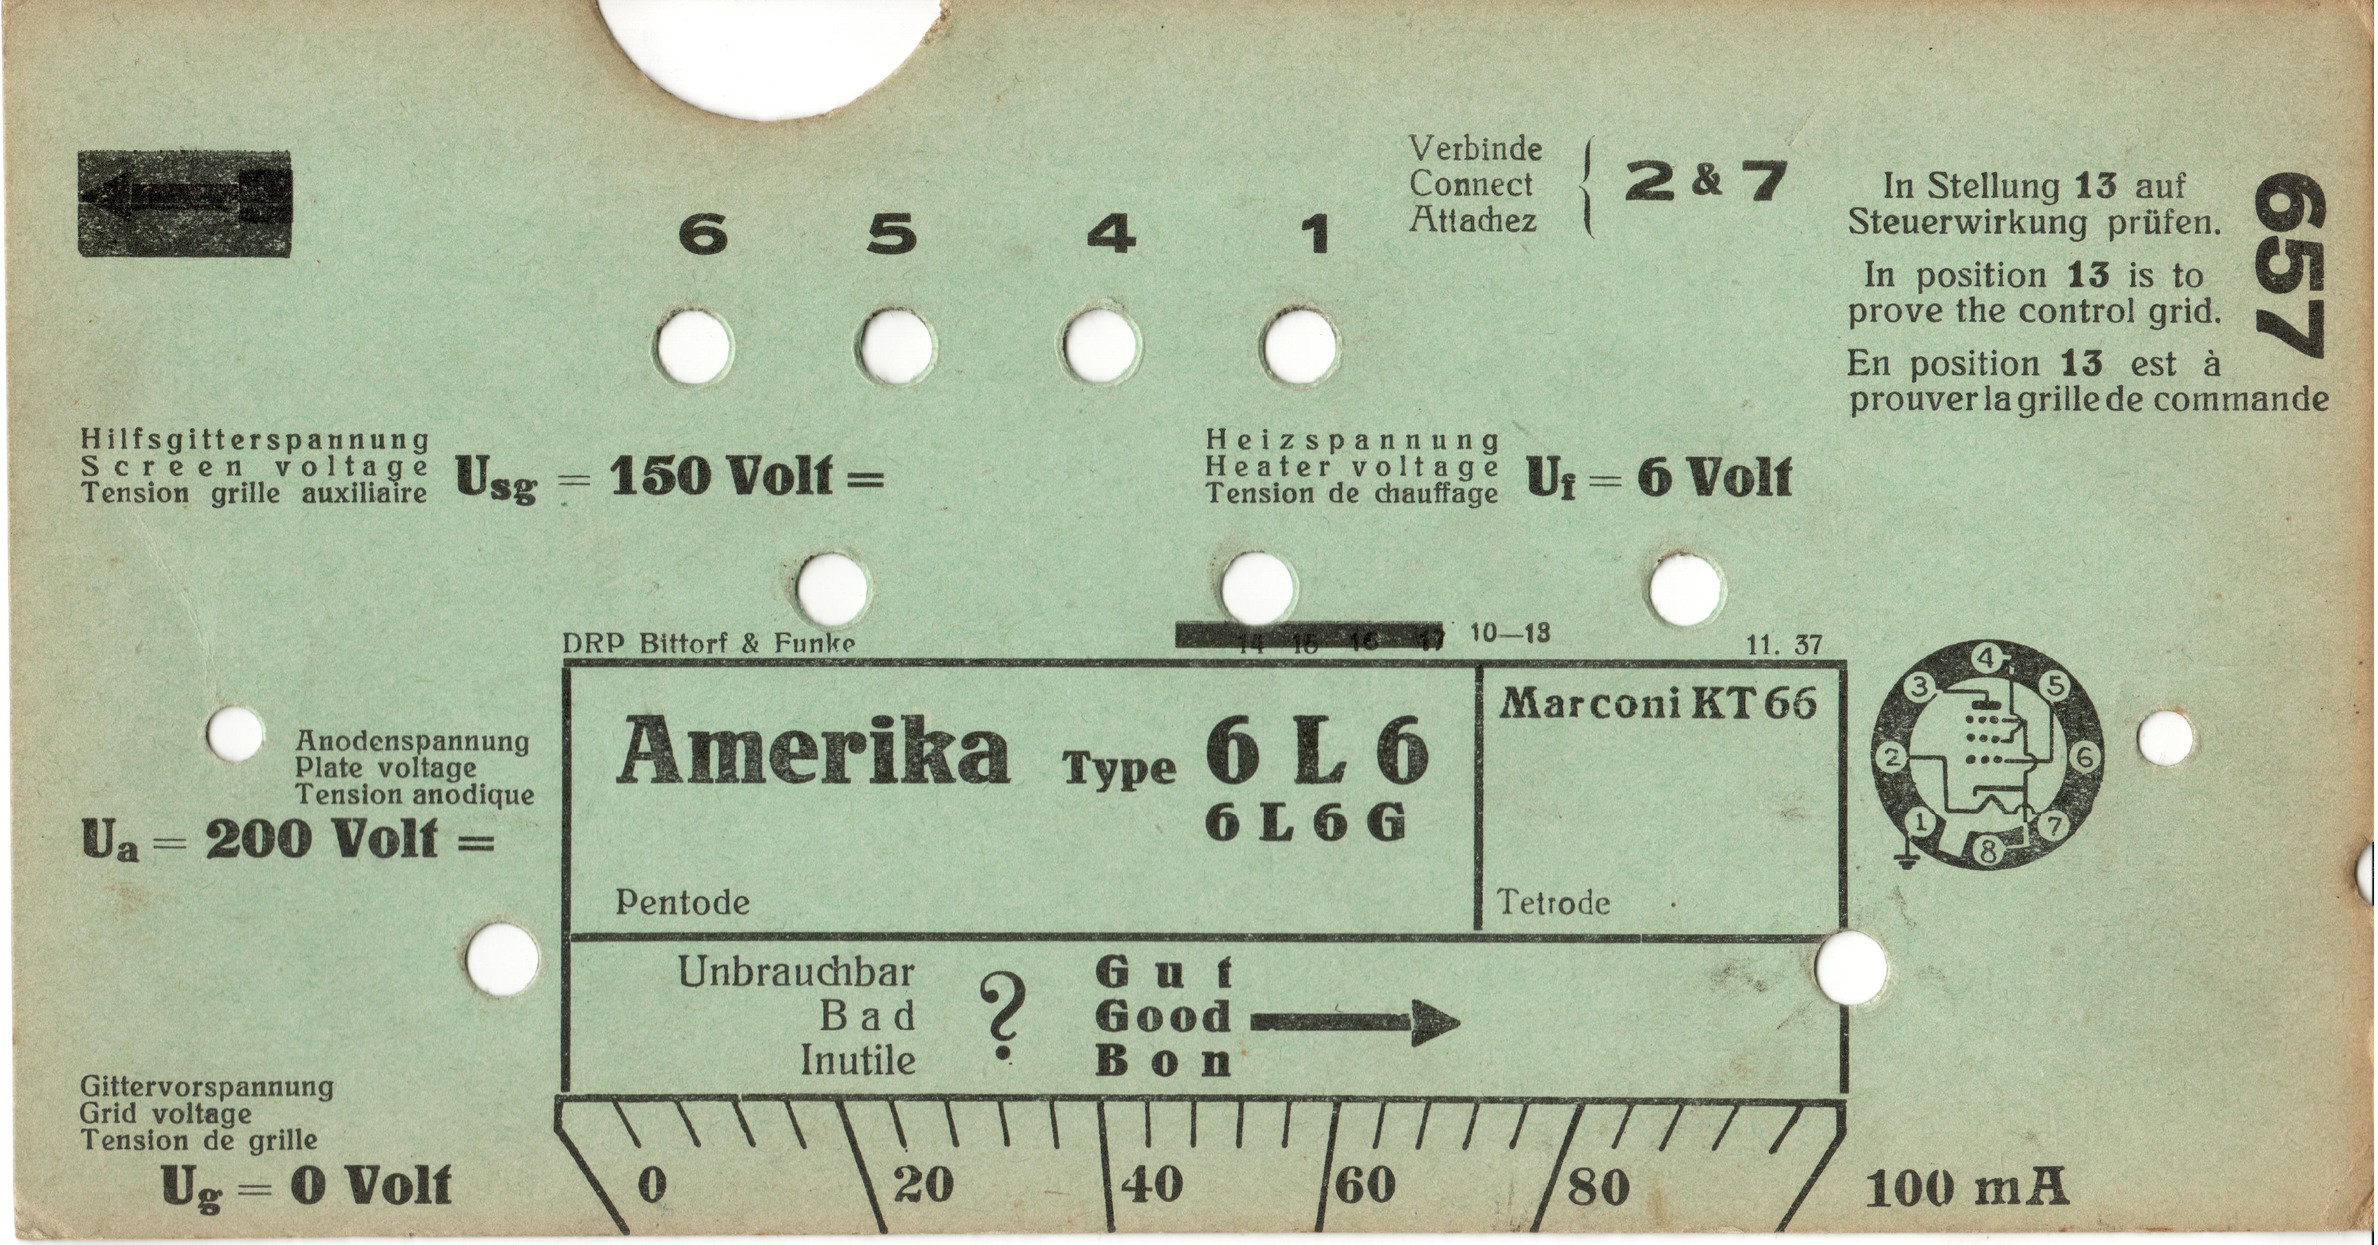 Verbinde
Connect
Attachez
2 & 7
6 5 4 1
In Stellung 13 auf
Steuerwirkung prüfen.
In position 13 is to
prove the control grid.
En position 13 est à
prouver la grille de commande
657
Hilfsgitterspannung
Screen voltage
Tension grille auxiliaire
Usg = 150 Volt =
Heizspannung
Heater voltage
Tension de chauffage
Uf = 6 Volt
DRP Bittorf & Funke
14 15 16 17 10—13
11. 37
Anodenspannung
Plate voltage
Tension anodique
Ua = 200 Volt =
Amerika Type 6 L 6
6 L 6 G
Pentode
Marconi KT 66
Tetrode
4
3 5
2 6
1 7
8
Unbrauchbar
Bad
Inutile
?
Gut
Good
Bon
Gittervorspannung
Grid voltage
Tension de grille
Ug = 0 Volt
0 20 40 60 80 100 mA